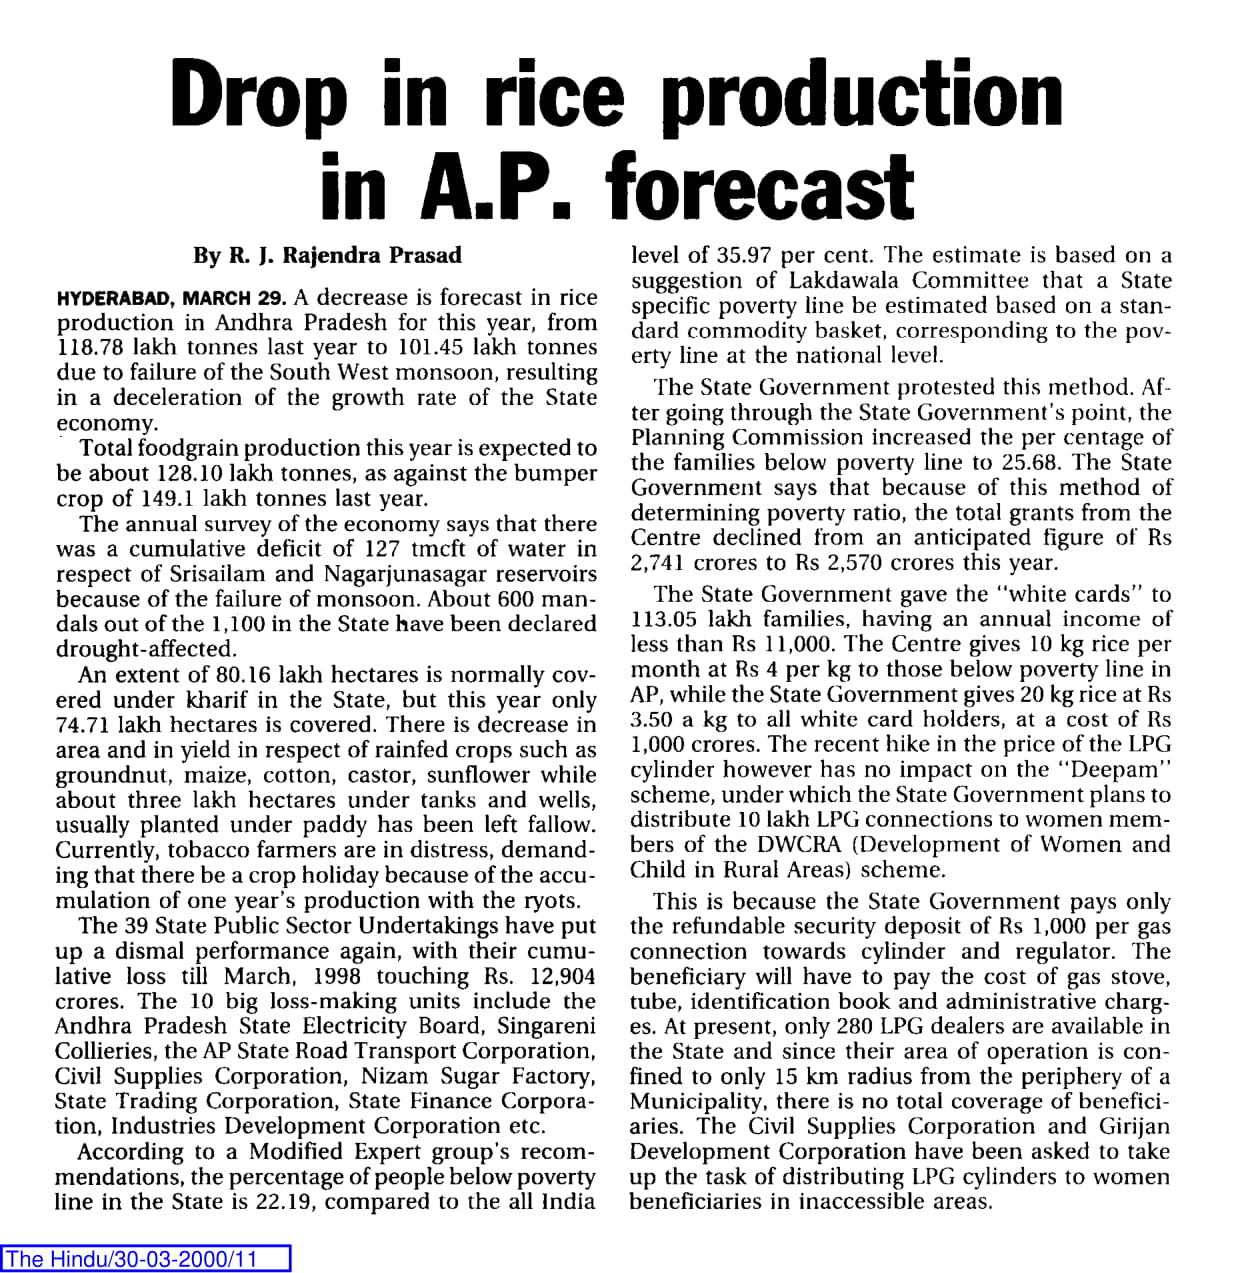 Drop in rice production
in A.P. forecast
By R. J. Rajendra Prasad
HYDERABAD, MARCH 29. A decrease is forecast in rice
production in Andhra Pradesh for this year, from
118.78 lakh tonnes last year to 101.45 lakh tonnes
due to failure of the South West monsoon, resulting
in a deceleration of the growth rate of the State
economy.
Total foodgrain production this year is expected to
be about 128.10 lakh tonnes, as against the bumper
crop of 149.1 lakh tonnes last year.
The annual survey of the economy says that there
was a cumulative deficit of 127 tmcft of water in
respect of Srisailam and Nagarjunasagar reservoirs
because of the failure of monsoon. About 600 man-
dals out of the 1,100 in the State have been declared
drought-affected.
An extent of 80.16 lakh hectares is normally cov-
ered under kharif in the State, but this year only
74.71 lakh hectares is covered. There is decrease in
area and in yield in respect of rainfed crops such as
groundnut, maize, cotton, castor, sunflower while
about three lakh hectares under tanks and wells,
usually planted under paddy has been left fallow.
Currently, tobacco farmers are in distress, demand-
ing that there be a crop holiday because of the accu-
mulation of one year's production with the ryots.
The 39 State Public Sector Undertakings have put
up a dismal performance again, with their cumu-
lative loss till March, 1998 touching Rs. 12,904
crores. The 10 big loss-making units include the
Andhra Pradesh State Electricity Board, Singareni
Collieries, the AP State Road Transport Corporation,
Civil Supplies Corporation, Nizam Sugar Factory,
State Trading Corporation, State Finance Corpora-
tion, Industries Development Corporation etc.
According to a Modified Expert group's recom-
mendations, the percentage of people below poverty
line in the State is 22.19, compared to the all India
level of 35.97 per cent. The estimate is based on a
suggestion of Lakdawala Committee that a State
specific poverty line be estimated based on a stan-
dard commodity basket, corresponding to the pov-
erty line at the national level.
The State Government protested this method. Af-
ter going through the State Government's point, the
Planning Commission increased the per centage of
the families below poverty line to 25.68. The State
Government says that because of this method of
determining poverty ratio, the total grants from the
Centre declined from an anticipated figure of Rs
2,741 crores to Rs 2,570 crores this year.
The State Government gave the "white cards" to
113.05 lakh families, having an annual income of
less than Rs 11,000. The Centre gives 10 kg rice per
month at Rs 4 per kg to those below poverty line in
AP, while the State Government gives 20 kg rice at Rs
3.50 a kg to all white card holders, at a cost of Rs
1,000 crores. The recent hike in the price of the LPG
cylinder however has no impact on the "Deepam"
scheme, under which the State Government plans to
distribute 10 lakh LPG connections to women mem-
bers of the DWCRA (Development of Women and
Child in Rural Areas) scheme.
This is because the State Government pays only
the refundable security deposit of Rs 1,000 per gas
connection towards cylinder and regulator. The
beneficiary will have to pay the cost of gas stove,
tube, identification book and administrative charg-
es. At present, only 280 LPG dealers are available in
the State and since their area of operation is con-
fined to only 15 km radius from the periphery of a
Municipality, there is no total coverage of benefici-
aries. The Civil Supplies Corporation and Girijan
Development Corporation have been asked to take
up the task of distributing LPG cylinders to women
beneficiaries in inaccessible areas.
The Hindu/30-03-2000/11